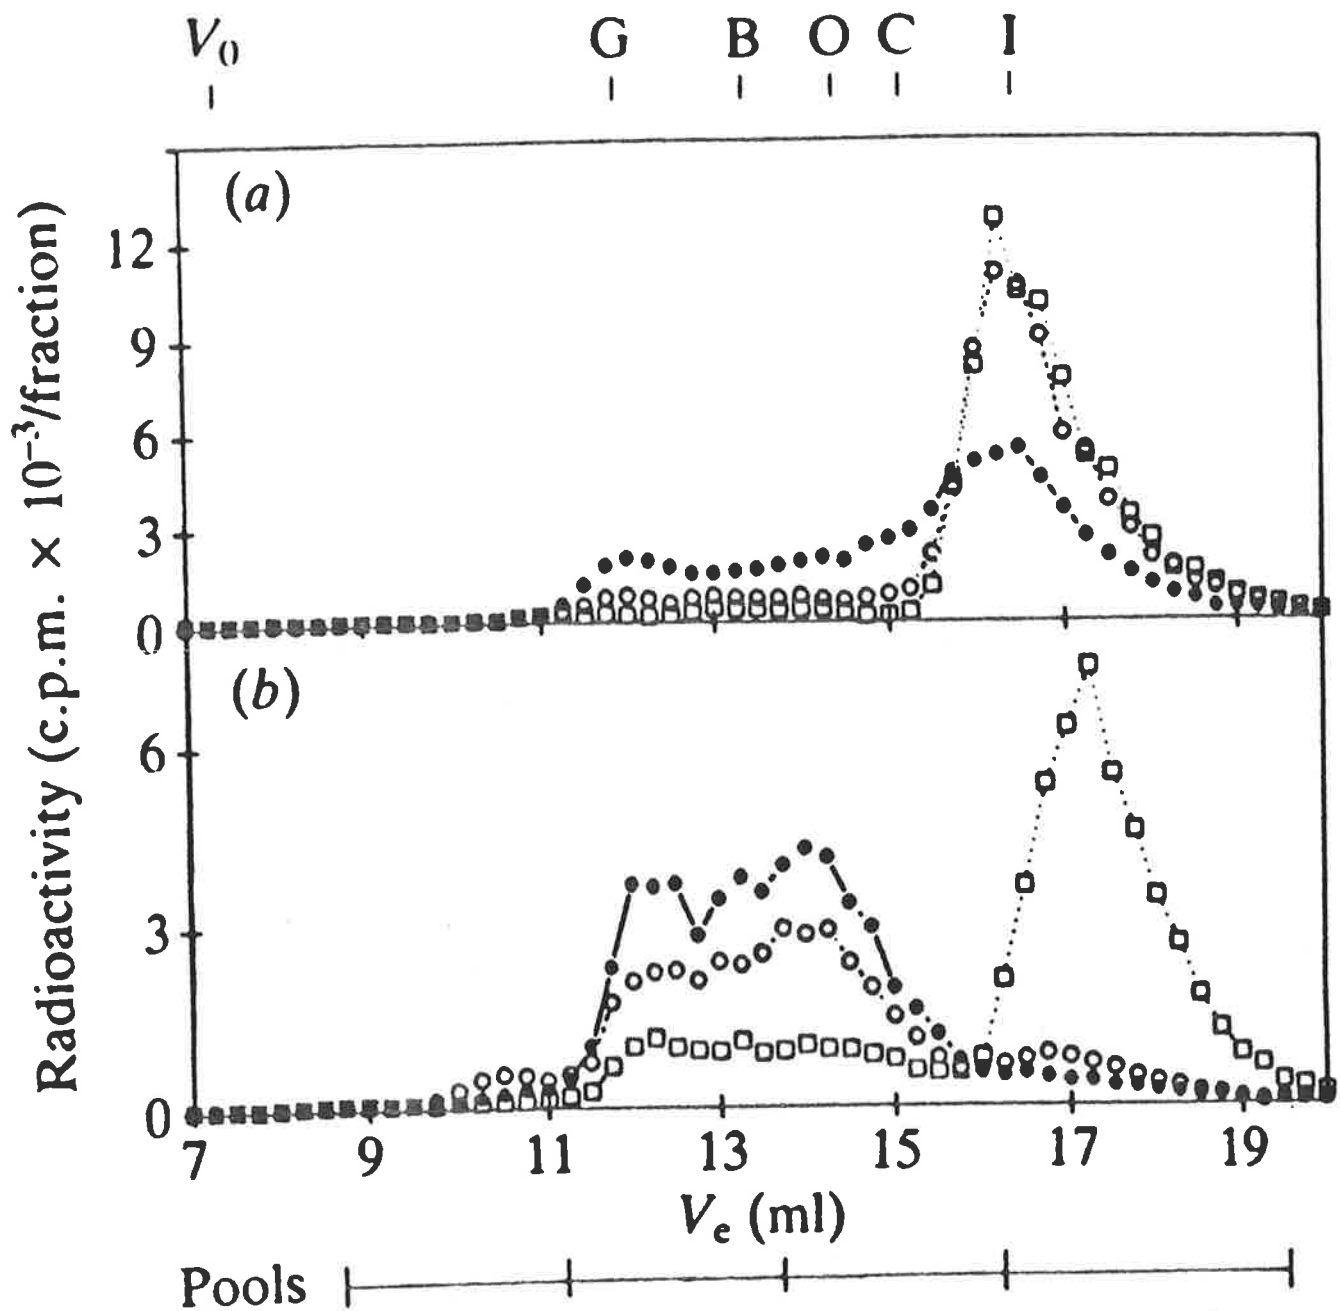 V₀ G B O C I
(a)
12
9
6
3
0
(b)
6
3
0
Radioactivity (c.p.m. × 10⁻³/fraction)
7 9 11 13 15 17 19
Vₑ (ml)
Pools